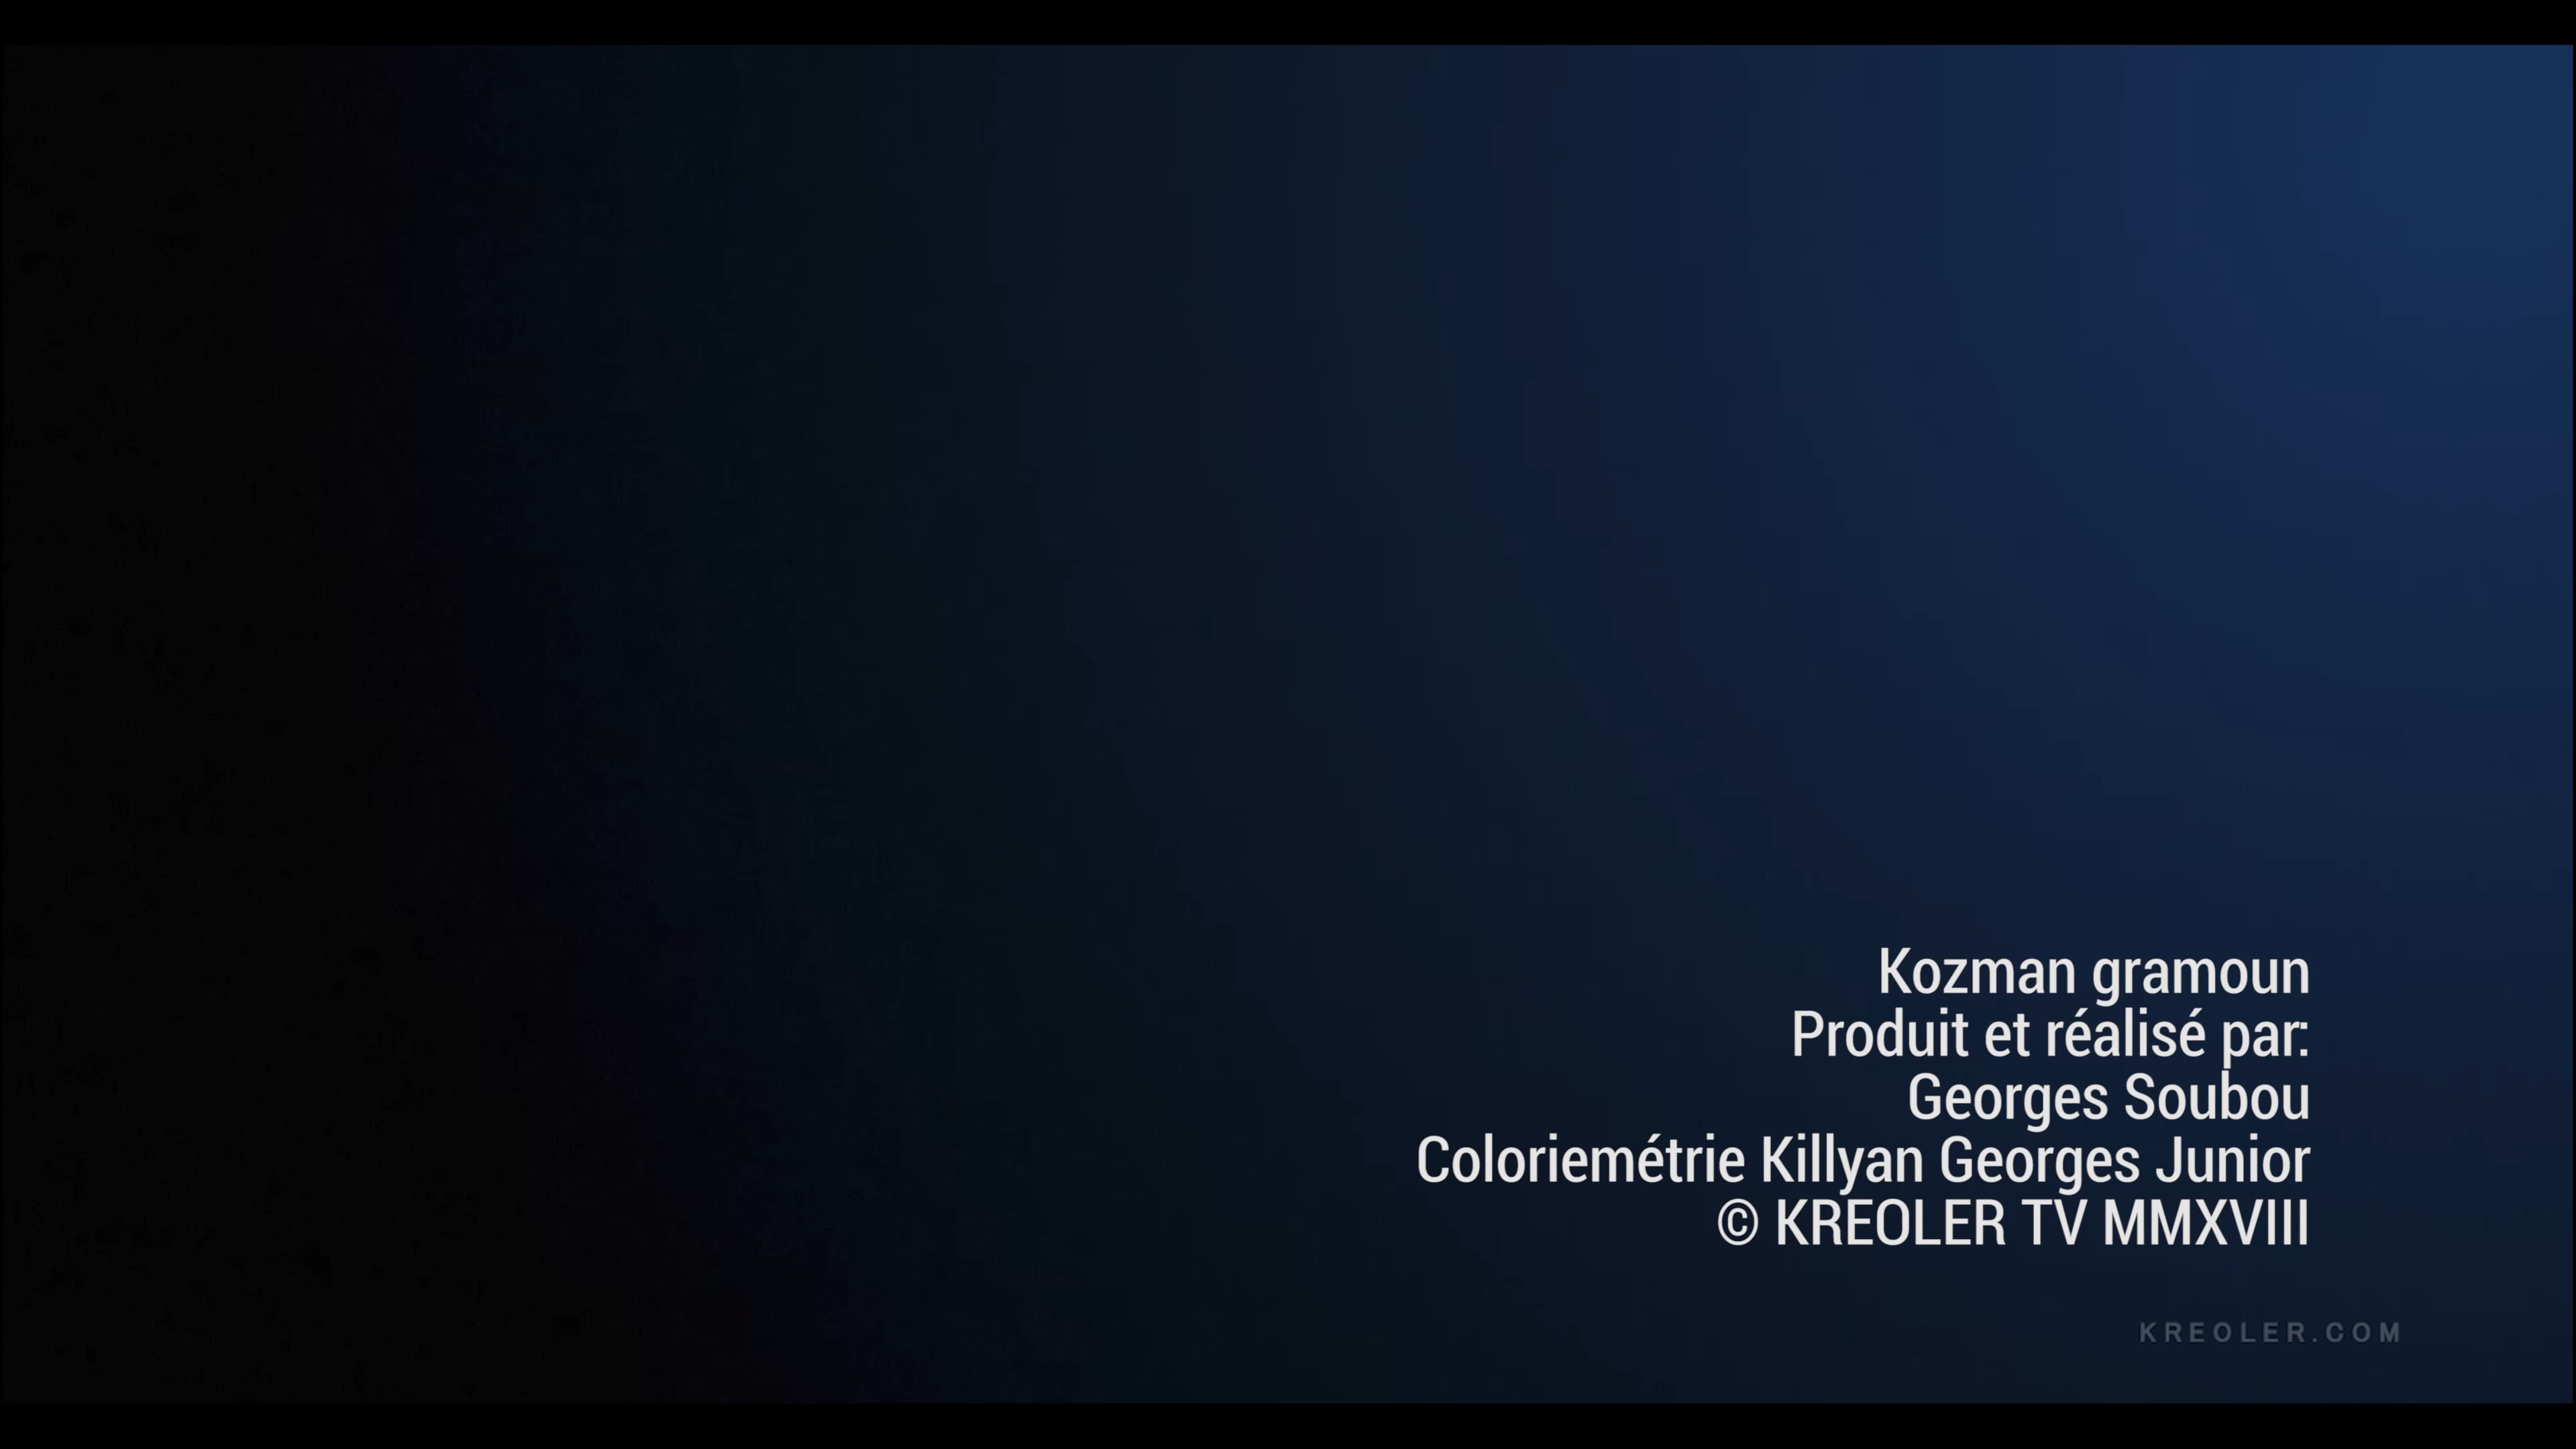 Kozman gramoun
Produit et réalisé par:
Georges Soubou
Coloriemétrie Killyan Georges Junior
© KREOLER TV MMXVIII
KREOLER.COM